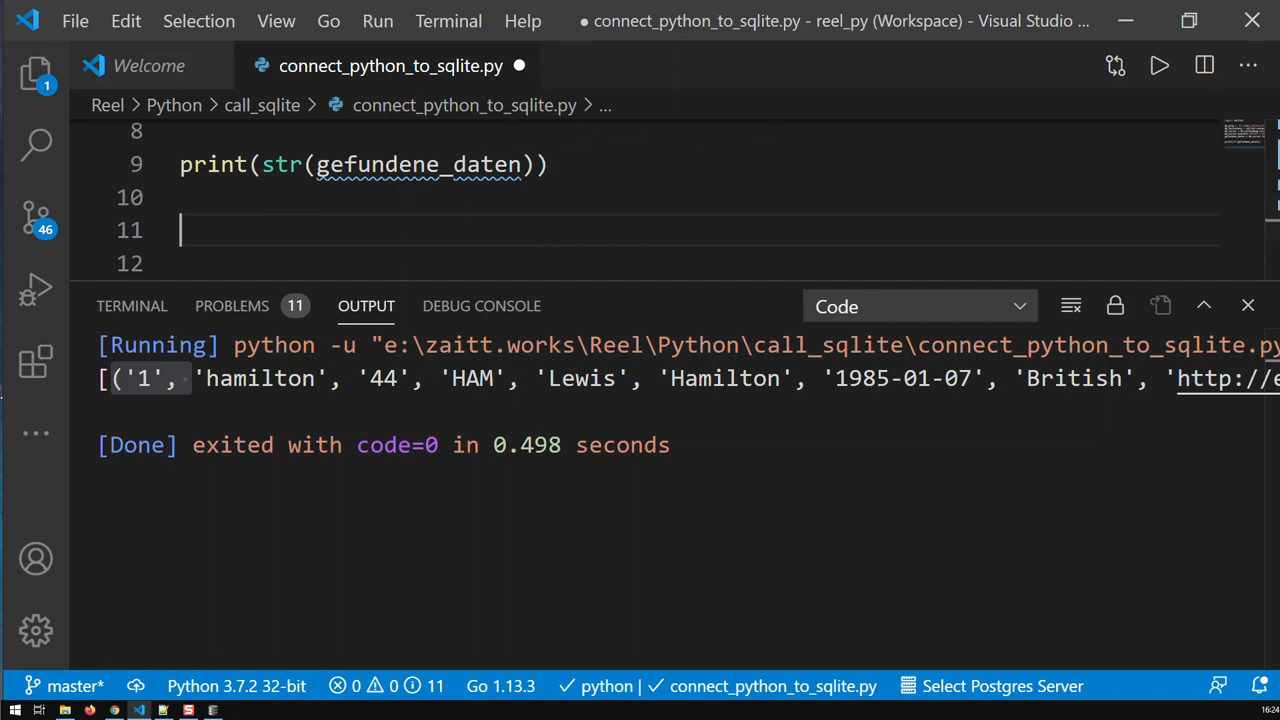 File Edit Selection View Go Run Terminal Help ● connect_python_to_sqlite.py - reel_py (Workspace) - Visual Studio ...
Welcome connect_python_to_sqlite.py ●
Reel > Python > call_sqlite > connect_python_to_sqlite.py > ...
1
8
9 print(str(gefundene_daten))
46
10
11
12
TERMINAL PROBLEMS 11 OUTPUT DEBUG CONSOLE Code
[Running] python -u "e:\zaitt.works\Reel\Python\call_sqlite\connect_python_to_sqlite.py
[('1', 'hamilton', '44', 'HAM', 'Lewis', 'Hamilton', '1985-01-07', 'British', 'http://e
[Done] exited with code=0 in 0.498 seconds
master* Python 3.7.2 32-bit 0 0 11 Go 1.13.3 python | connect_python_to_sqlite.py Select Postgres Server
16:24